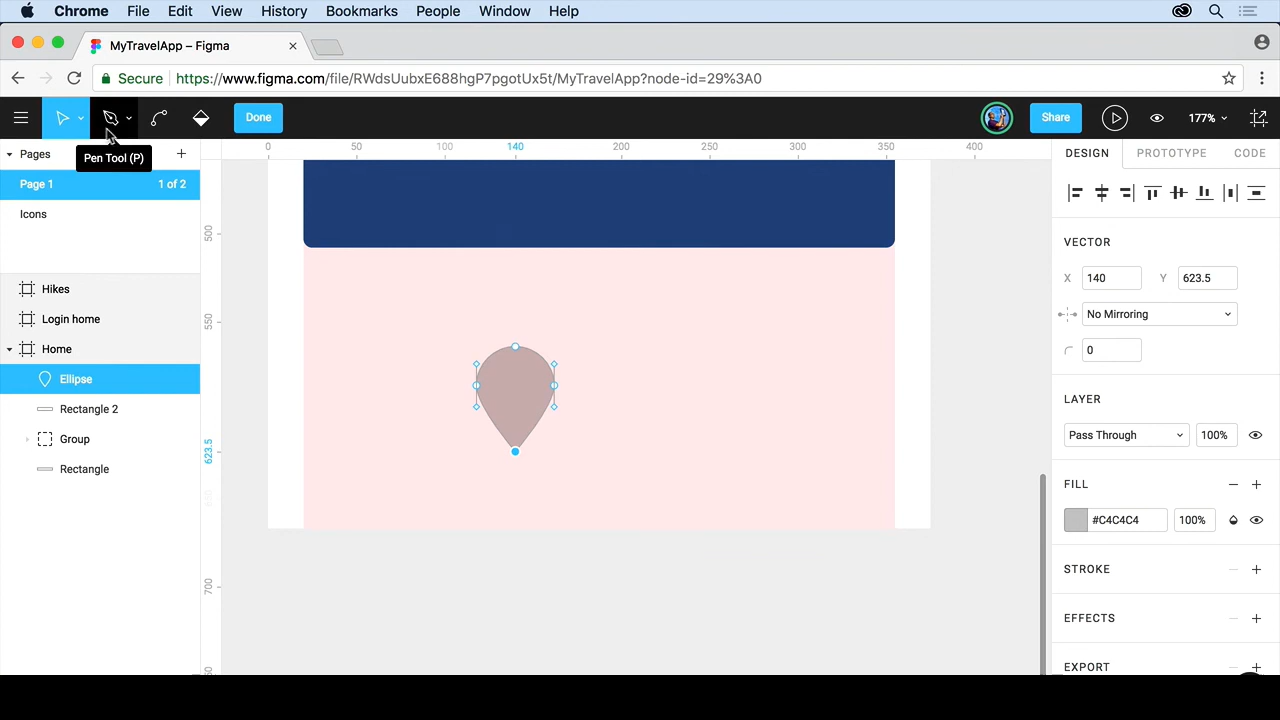 Chrome File Edit View History Bookmarks People Window Help
MyTravelApp – Figma
Secure https://www.figma.com/file/RWdsUubxE688hgP7pgotUx5t/MyTravelApp?node-id=29%3A0
Done Share 177%
Pages
Pen Tool (P)
0 50 100 140 200 250 300 350 400
DESIGN PROTOTYPE CODE
Page 1 1 of 2
Icons
500
VECTOR
X 140 Y 623.5
Hikes
No Mirroring
Login home
550
Home
0
Ellipse
LAYER
Rectangle 2
Pass Through 100%
Group
623.5
Rectangle
FILL
#C4C4C4 100%
STROKE
700
EFFECTS
EXPORT